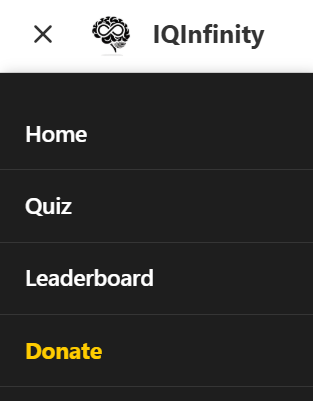 IQInfinity
Home
Quiz
Leaderboard
Donate